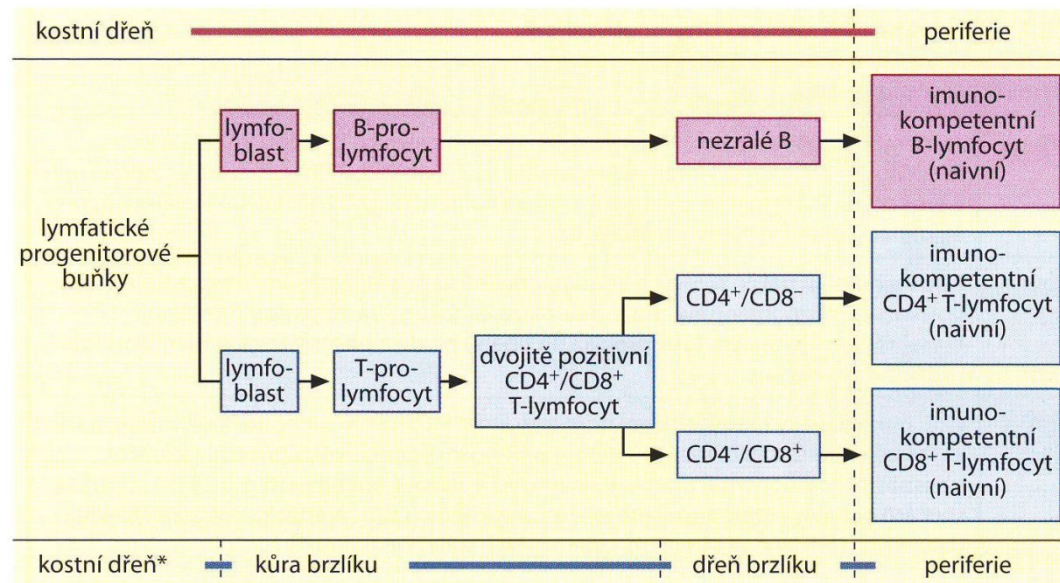 kostní dřeň
periferie
lymfo-
blast
B-pro-
lymfocyt
nezralé B
imuno-
kompetentní
B-lymfocyt
(naivní)
lymfatické
progenitorové
buňky
lymfo-
blast
T-pro-
lymfocyt
dvojitě pozitivní
CD4⁺/CD8⁺
T-lymfocyt
CD4⁺/CD8⁻
imuno-
kompetentní
CD4⁺ T-lymfocyt
(naivní)
CD4⁻/CD8⁺
imuno-
kompetentní
CD8⁺ T-lymfocyt
(naivní)
kostní dřeň*
kůra brzlíku
dřeň brzlíku
periferie